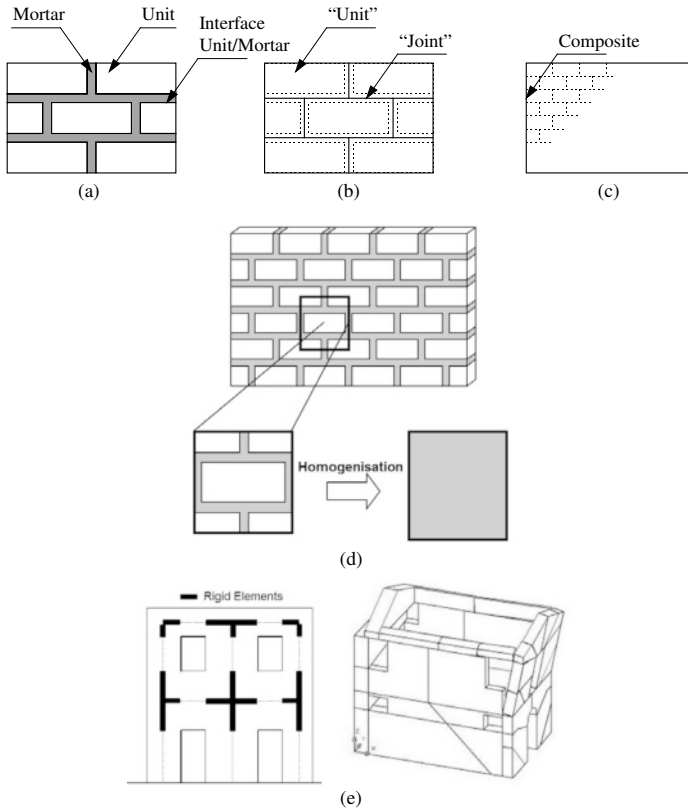 Mortar
Unit
Interface
Unit/Mortar
(a)
“Unit”
“Joint”
(b)
Composite
(c)
Homogenisation
(d)
Rigid Elements
(e)